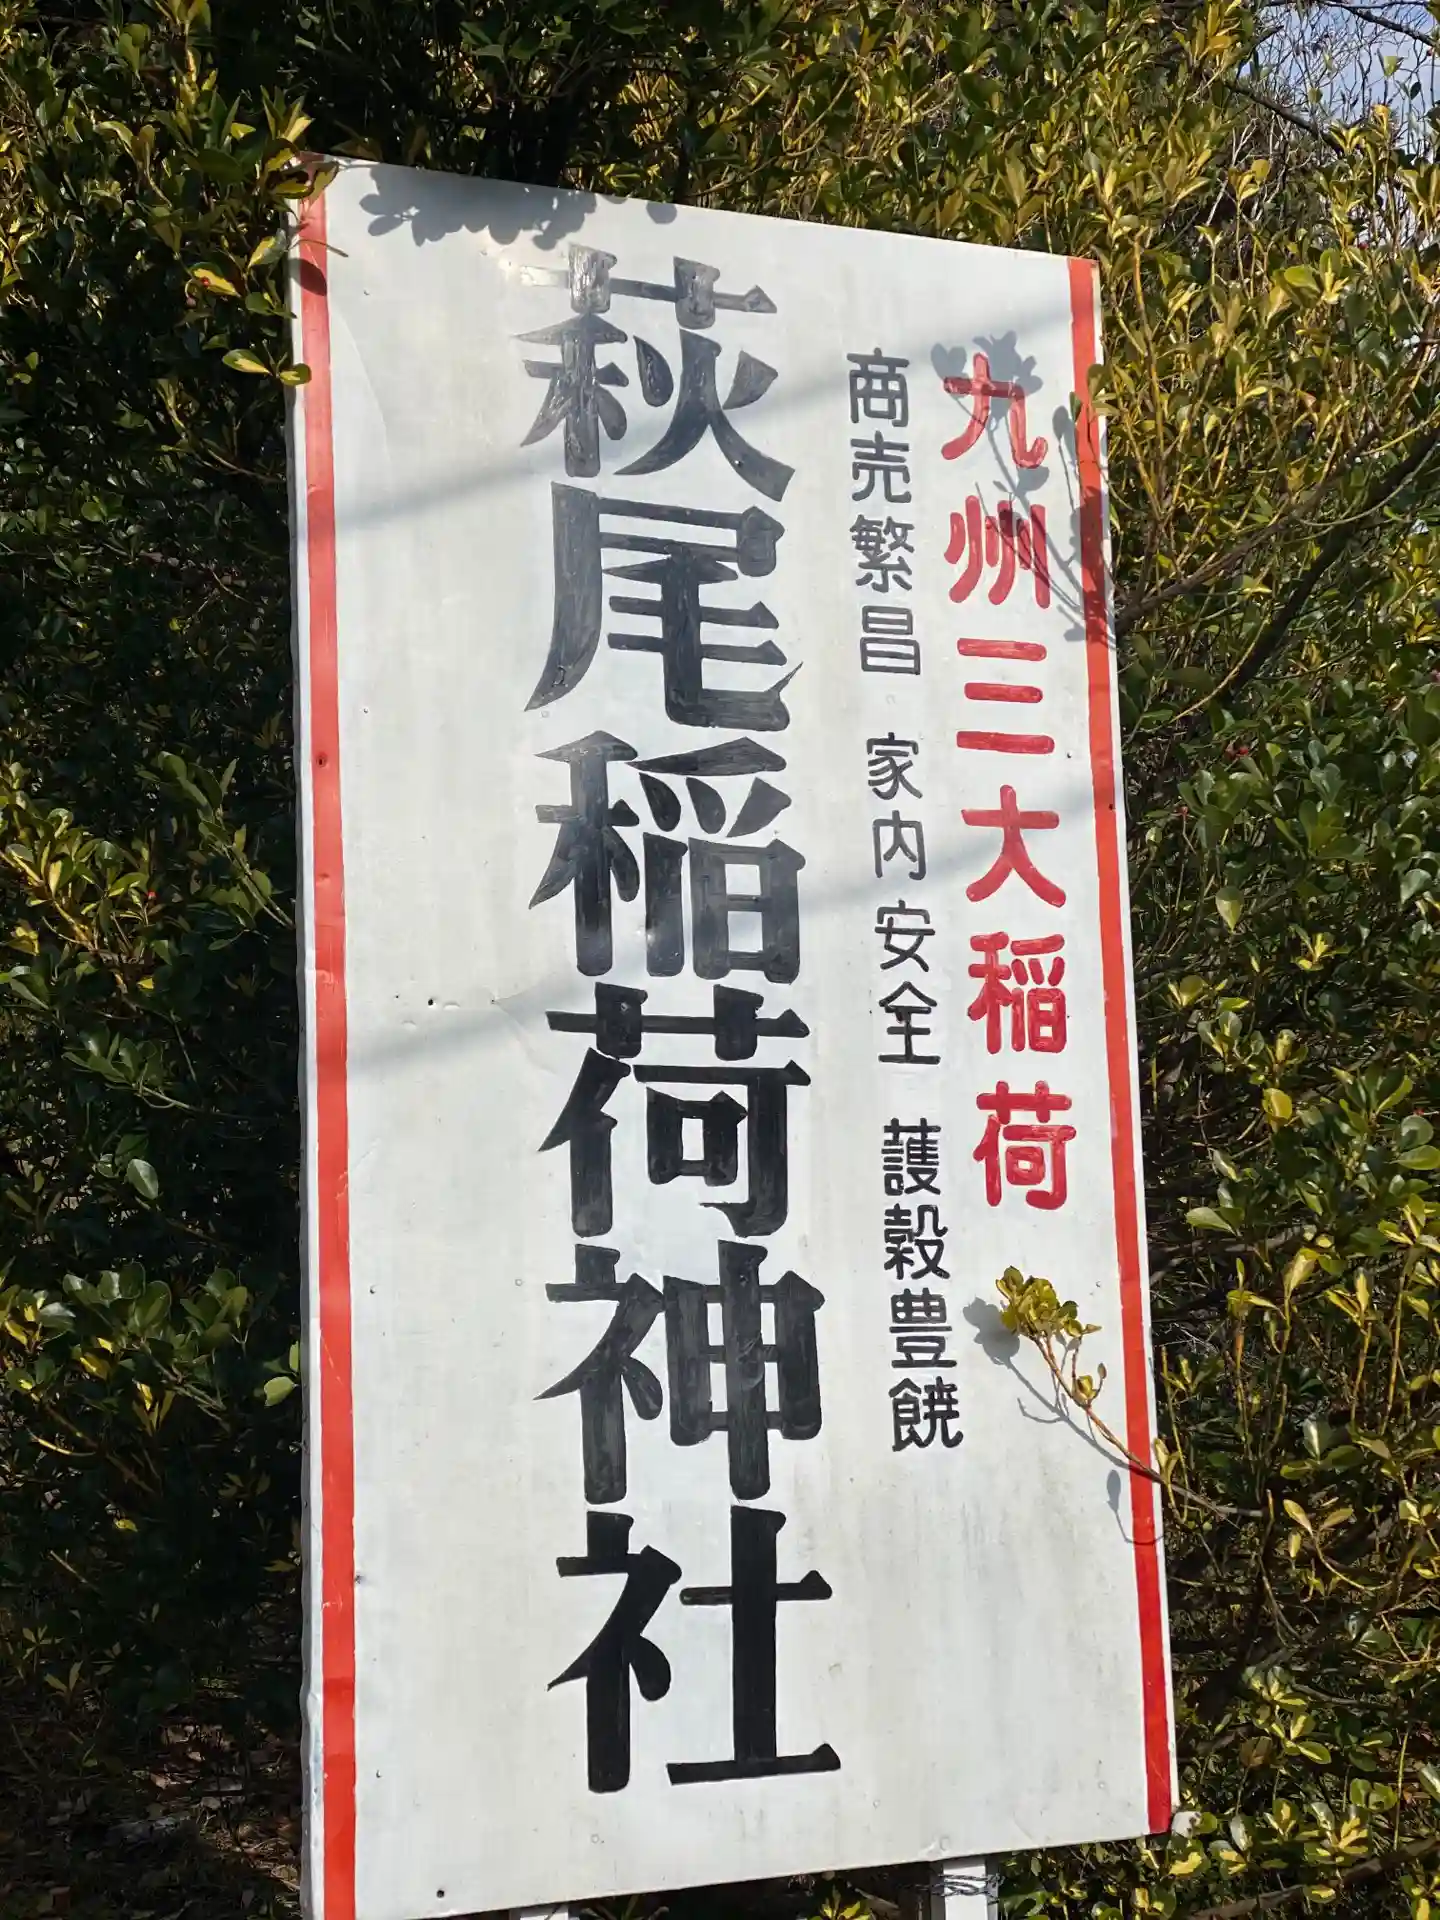 九州三大稲荷
商売繁昌 家内安全 護穀豊饒
萩尾稲荷神社